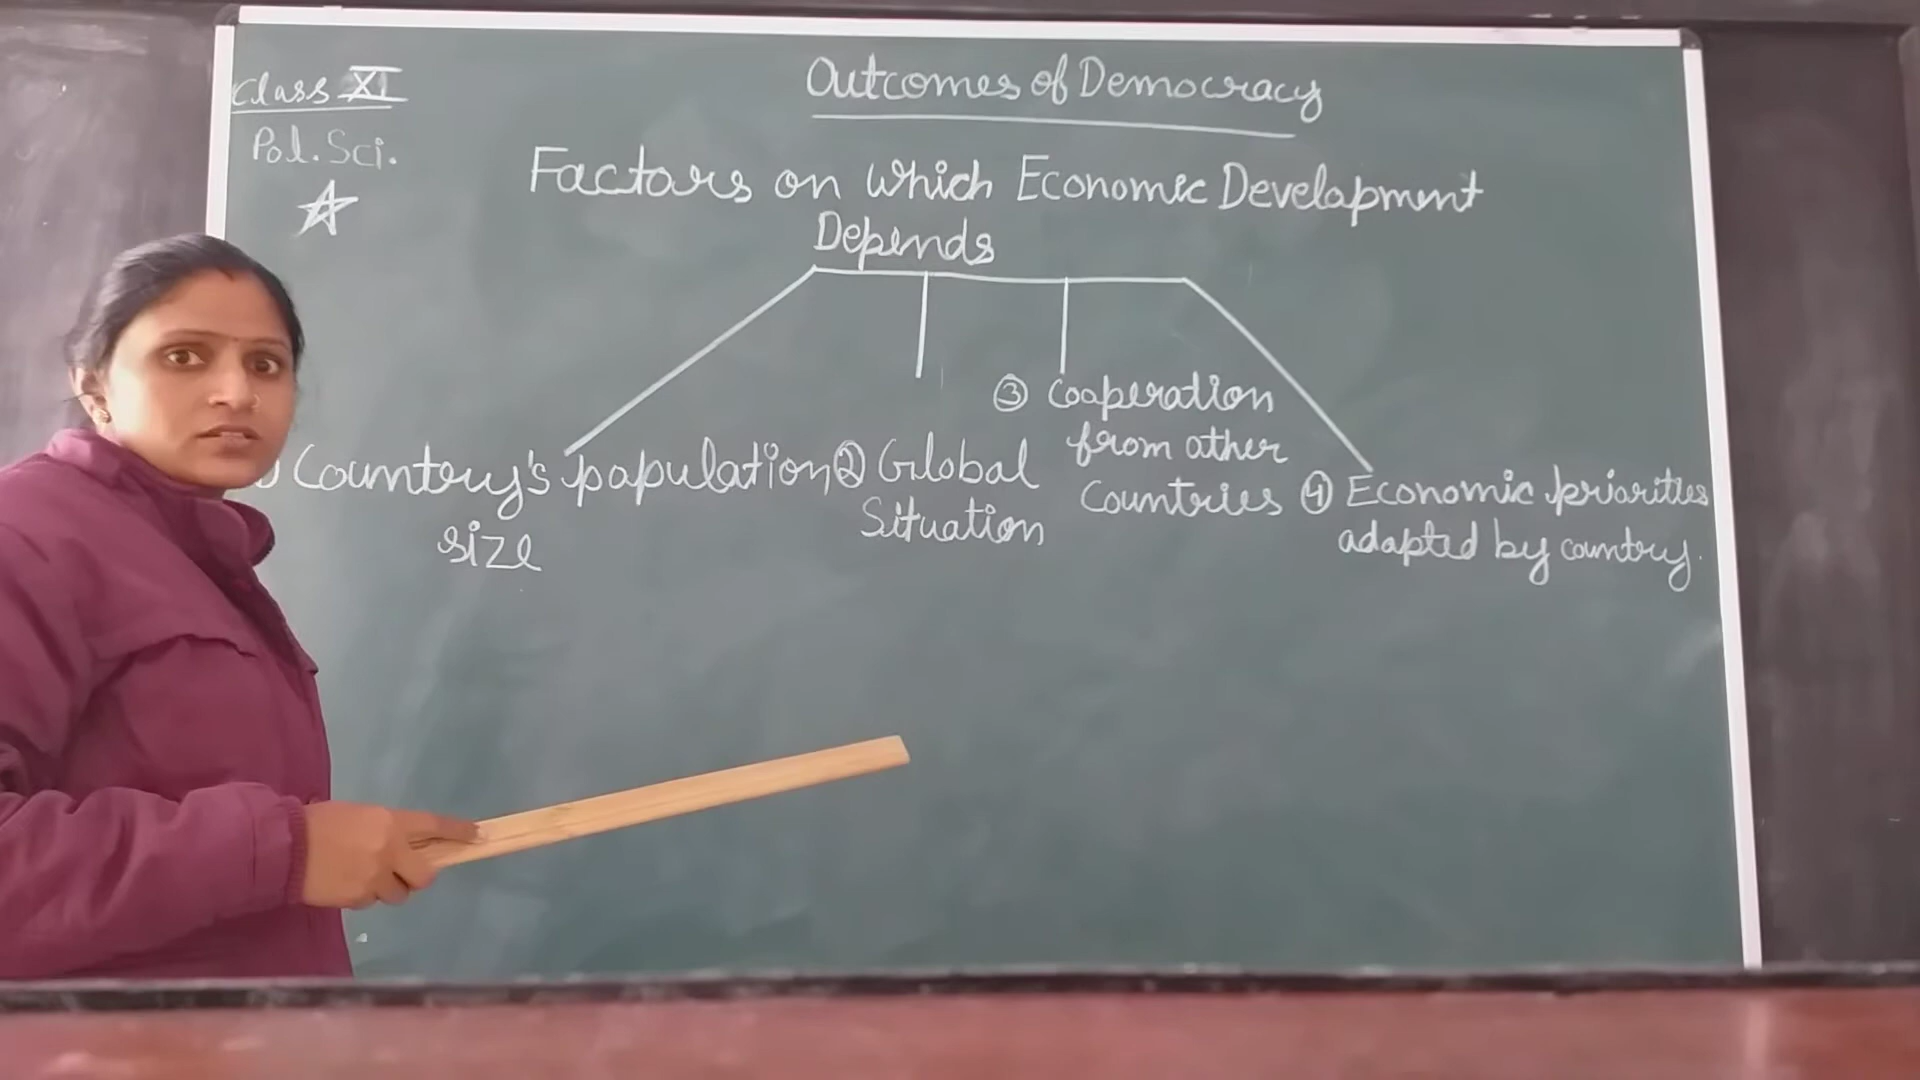 Class XI
Pol. Sci.
Outcomes of Democracy
Factors on which Economic Development
Depends
Country's population
size
② Global
Situation
③ Cooperation
from other
Countries
④ Economic priorities
adapted by country.